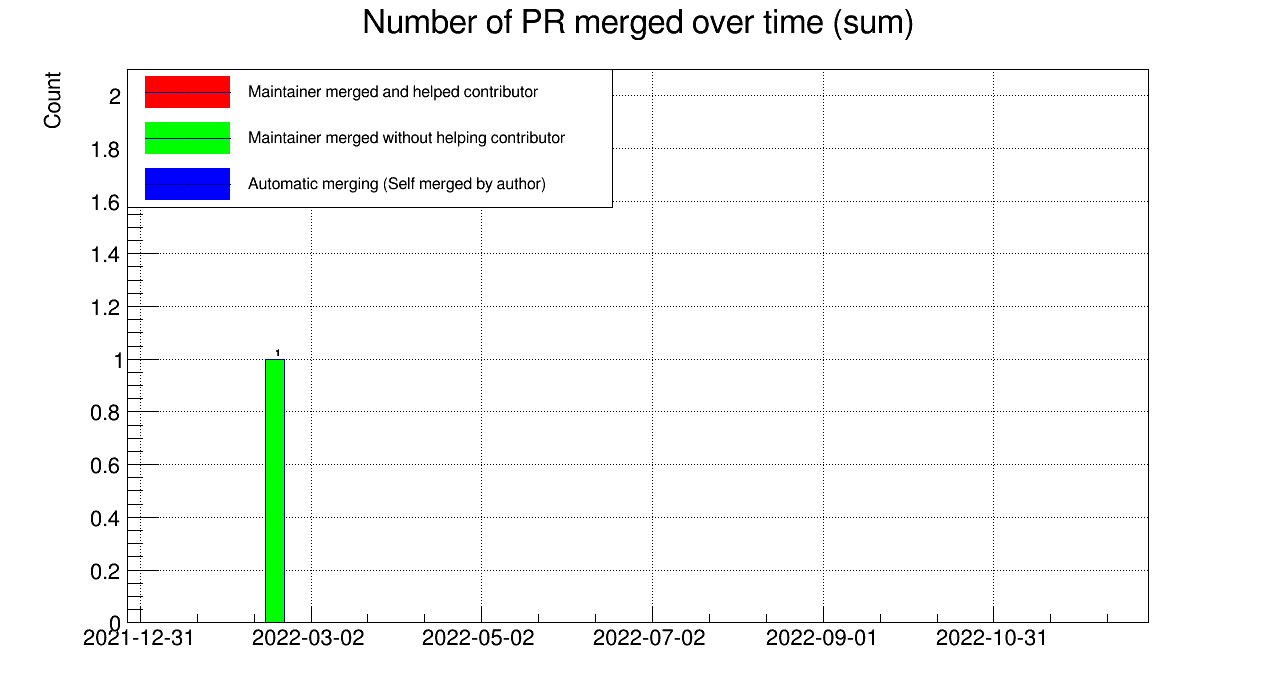 Number of PR merged over time (sum)
Count
Maintainer merged and helped contributor
Maintainer merged without helping contributor
Automatic merging (Self merged by author)
2
1.8
1.6
1.4
1.2
1
0.8
0.6
0.4
0.2
0
1
2021-12-31 2022-03-02 2022-05-02 2022-07-02 2022-09-01 2022-10-31